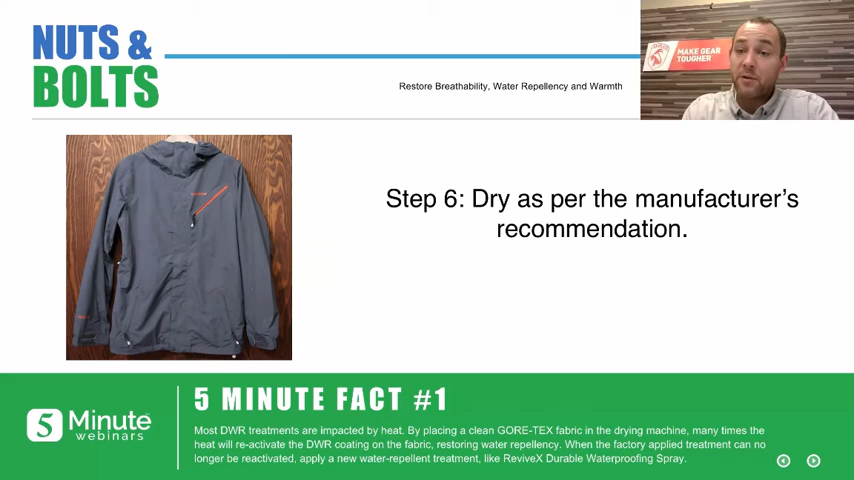 NUTS &
BOLTS
Restore Breathability, Water Repellency and Warmth
MAKE GEAR
TOUGHER
Step 6: Dry as per the manufacturer's
recommendation.
5 MINUTE FACT #1
5 Minute™
webinars
Most DWR treatments are impacted by heat. By placing a clean GORE-TEX fabric in the drying machine, many times the
heat will re-activate the DWR coating on the fabric, restoring water repellency. When the factory applied treatment can no
longer be reactivated, apply a new water-repellent treatment, like ReviveX Durable Waterproofing Spray.